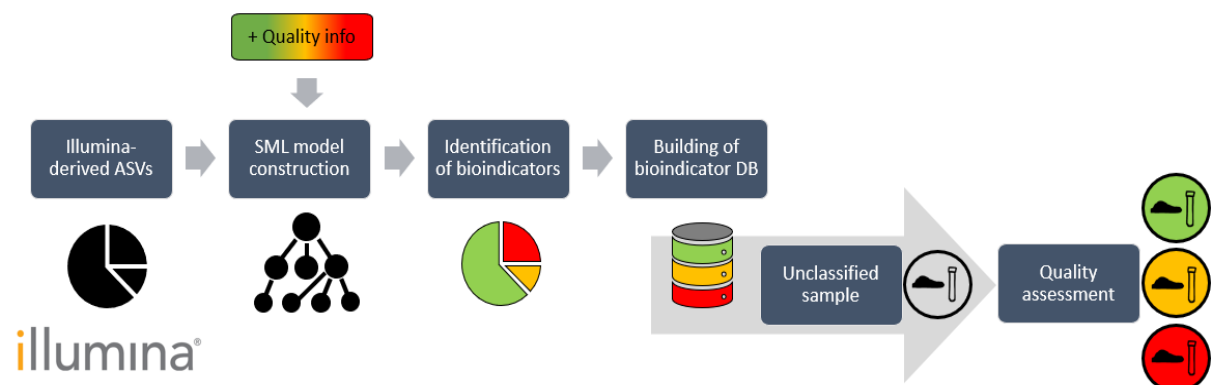 + Quality info
Illumina-
derived ASVs
SML model
construction
Identification
of bioindicators
Building of
bioindicator DB
Unclassified
sample
Quality
assessment
illumina®